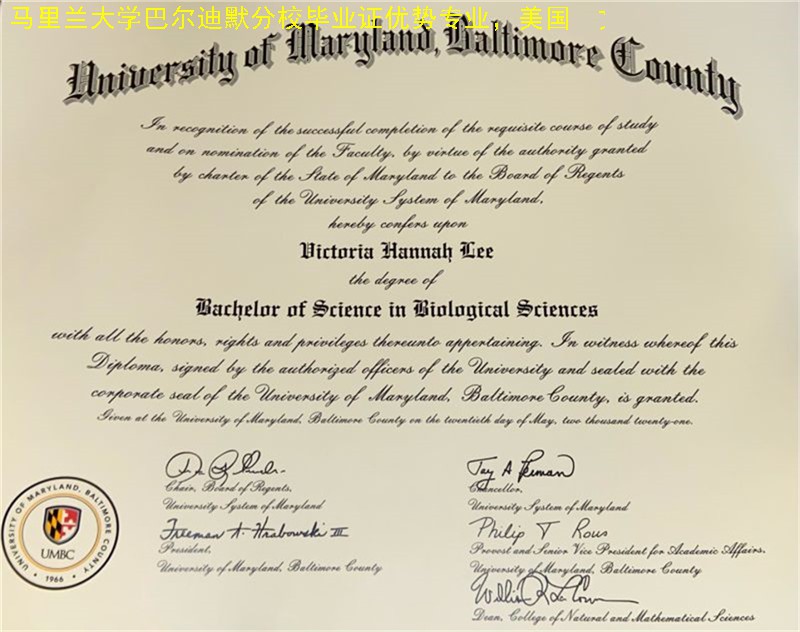 马里兰大学巴尔迪默分校毕业证优势专业，美国
University of Maryland, Baltimore County
In recognition of the successful completion of the requisite course of study
and on nomination of the Faculty, by virtue of the authority granted
by charter of the State of Maryland to the Board of Regents
of the University System of Maryland,
hereby confers upon
Victoria Hannah Lee
the degree of
Bachelor of Science in Biological Sciences
with all the honors, rights and privileges thereunto appertaining. In witness whereof this
Diploma, signed by the authorized officers of the University and sealed with the
corporate seal of the University of Maryland, Baltimore County, is granted.
Given at the University of Maryland, Baltimore County on the twentieth day of May, two thousand twenty-one.
Chair, Board of Regents,
University System of Maryland
Freeman A. Hrabowski III
President,
University of Maryland, Baltimore County
Jay A Perman
Chancellor,
University System of Maryland
Philip T Rous
Provost and Senior Vice President for Academic Affairs.
University of Maryland, Baltimore County
Dean, College of Natural and Mathematical Sciences
UNIVERSITY OF MARYLAND, BALTIMORE COUNTY
UMBC
1966